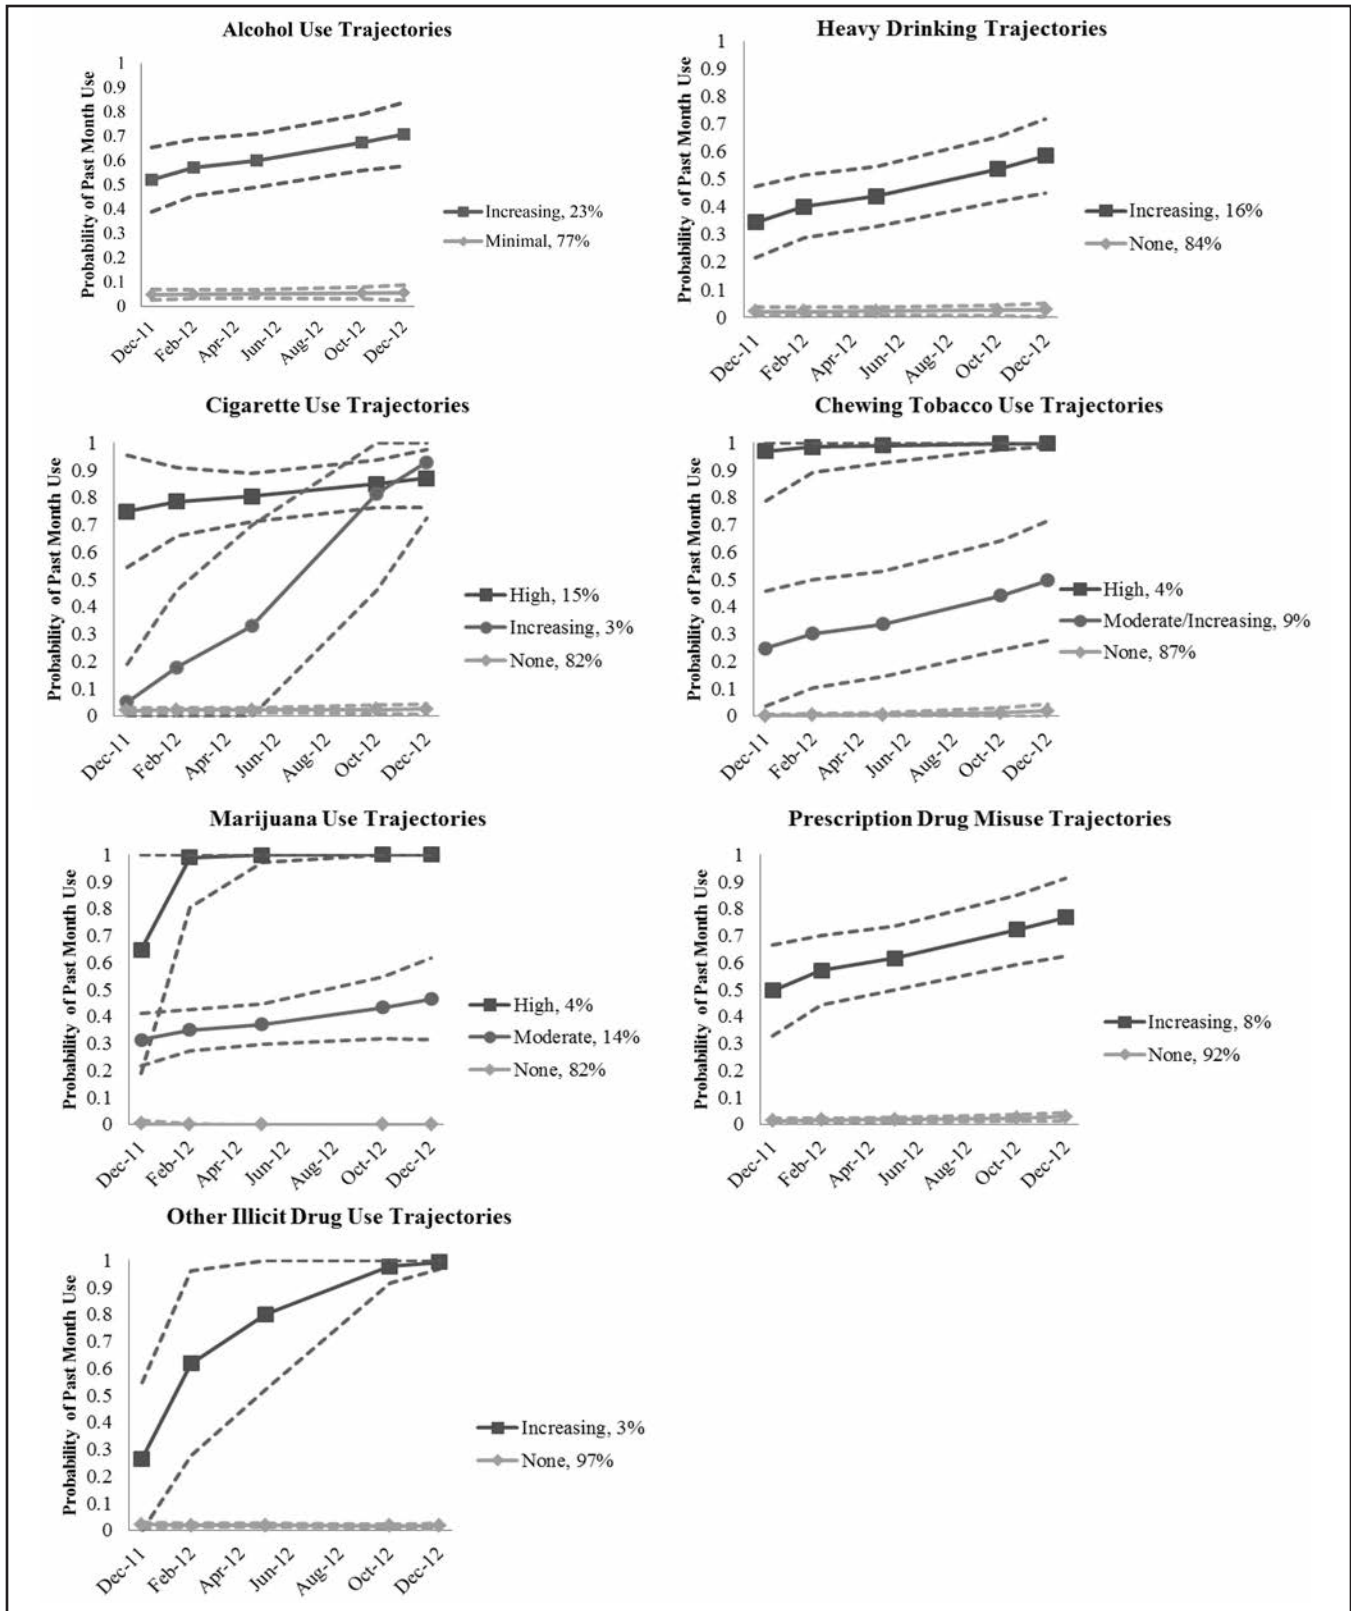 Alcohol Use Trajectories
Probability of Past Month Use
1
0.9
0.8
0.7
0.6
0.5
0.4
0.3
0.2
0.1
0
Dec-11
Feb-12
Apr-12
Jun-12
Aug-12
Oct-12
Dec-12
Increasing, 23%
Minimal, 77%
Heavy Drinking Trajectories
Probability of Past Month Use
1
0.9
0.8
0.7
0.6
0.5
0.4
0.3
0.2
0.1
0
Dec-11
Feb-12
Apr-12
Jun-12
Aug-12
Oct-12
Dec-12
Increasing, 16%
None, 84%
Cigarette Use Trajectories
Probability of Past Month Use
1
0.9
0.8
0.7
0.6
0.5
0.4
0.3
0.2
0.1
0
Dec-11
Feb-12
Apr-12
Jun-12
Aug-12
Oct-12
Dec-12
High, 15%
Increasing, 3%
None, 82%
Chewing Tobacco Use Trajectories
Probability of Past Month Use
1
0.9
0.8
0.7
0.6
0.5
0.4
0.3
0.2
0.1
0
Dec-11
Feb-12
Apr-12
Jun-12
Aug-12
Oct-12
Dec-12
High, 4%
Moderate/Increasing, 9%
None, 87%
Marijuana Use Trajectories
Probability of Past Month Use
1
0.9
0.8
0.7
0.6
0.5
0.4
0.3
0.2
0.1
0
Dec-11
Feb-12
Apr-12
Jun-12
Aug-12
Oct-12
Dec-12
High, 4%
Moderate, 14%
None, 82%
Prescription Drug Misuse Trajectories
Probability of Past Month Use
1
0.9
0.8
0.7
0.6
0.5
0.4
0.3
0.2
0.1
0
Dec-11
Feb-12
Apr-12
Jun-12
Aug-12
Oct-12
Dec-12
Increasing, 8%
None, 92%
Other Illicit Drug Use Trajectories
Probability of Past Month Use
1
0.9
0.8
0.7
0.6
0.5
0.4
0.3
0.2
0.1
0
Dec-11
Feb-12
Apr-12
Jun-12
Aug-12
Oct-12
Dec-12
Increasing, 3%
None, 97%